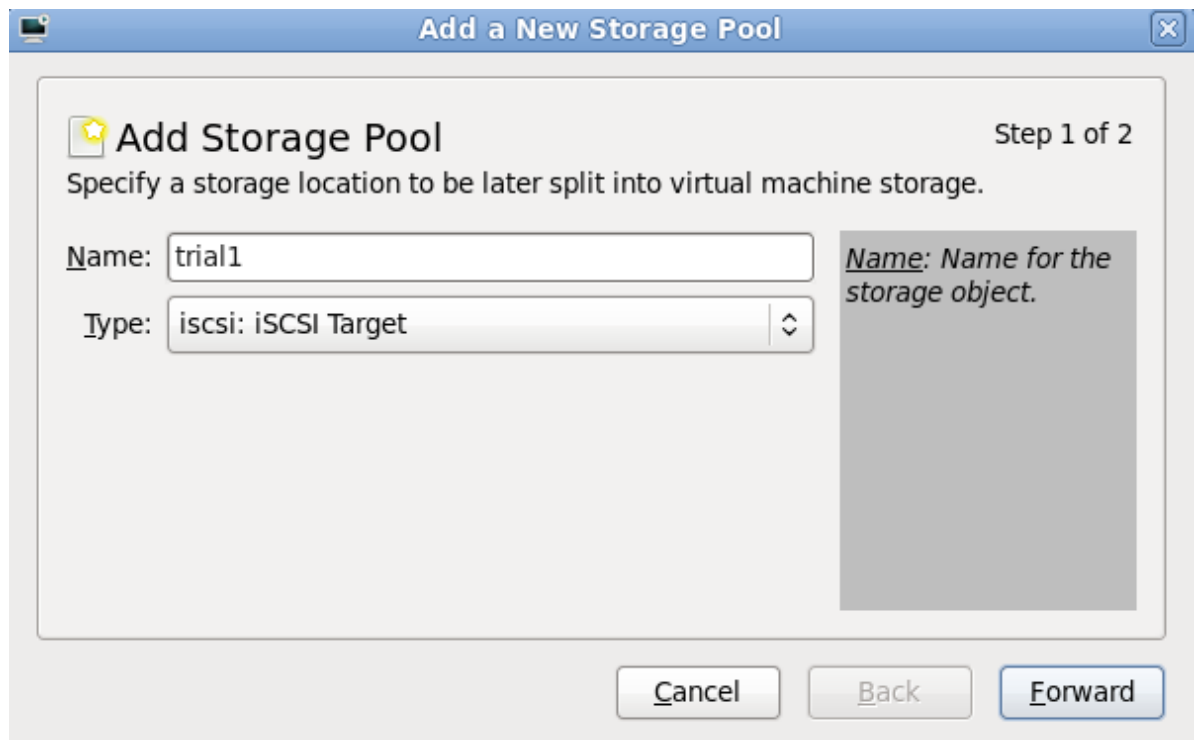 Add a New Storage Pool
Add Storage Pool
Step 1 of 2
Specify a storage location to be later split into virtual machine storage.
Name: trial1
Type: iscsi: iSCSI Target
Name: Name for the
storage object.
Cancel
Back
Forward